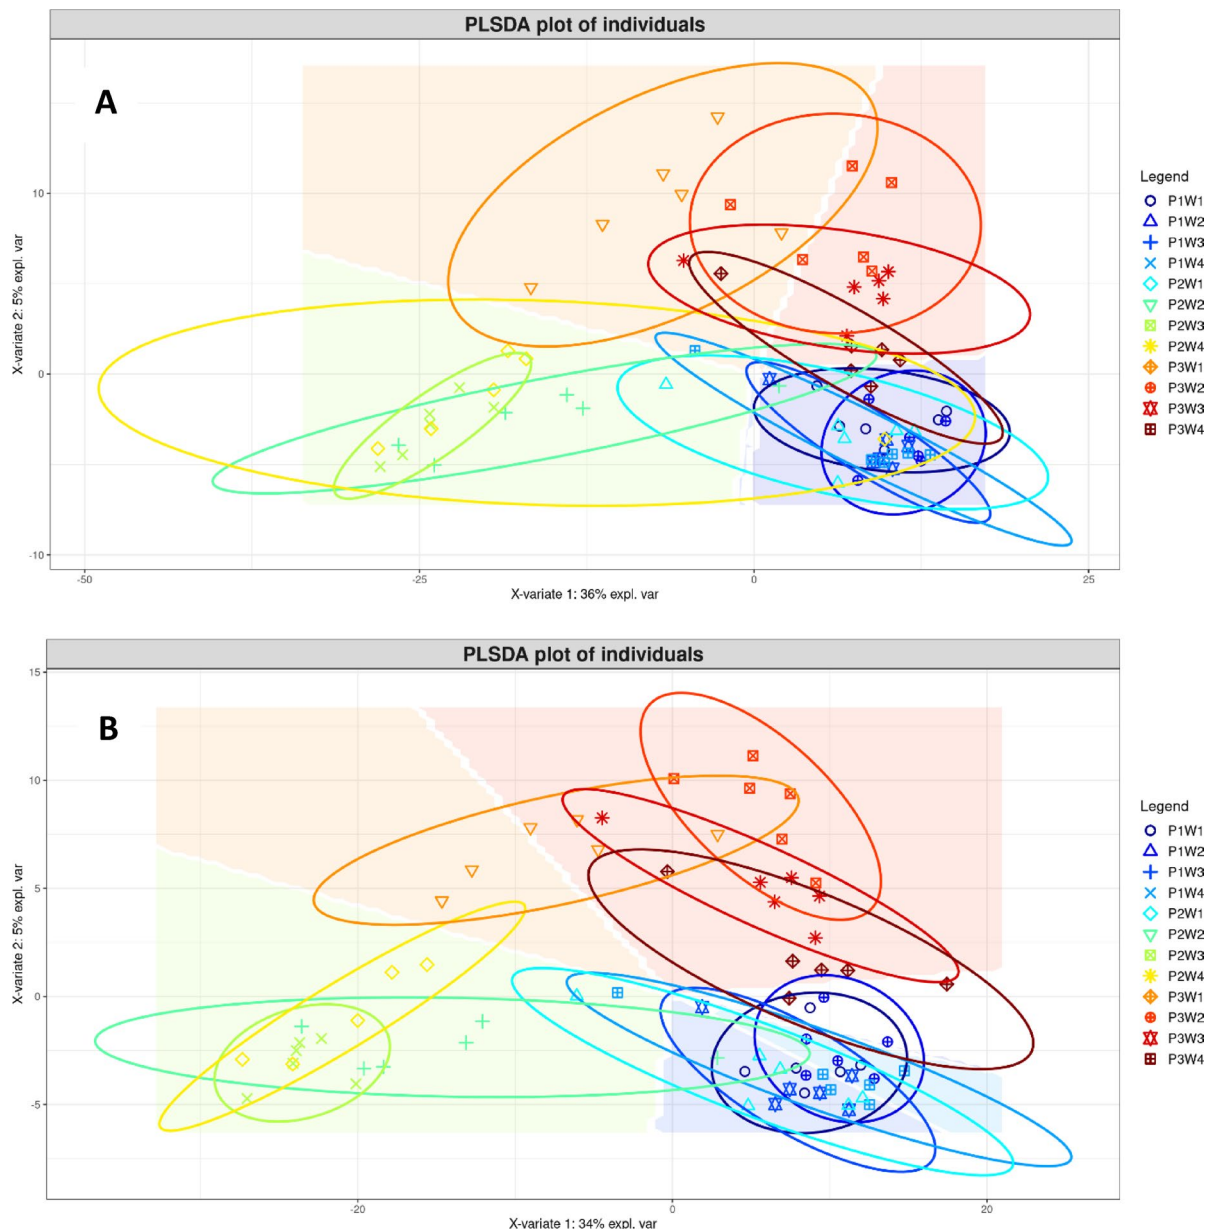 PLSDA plot of individuals
A
10
0
-10
-50
-25
0
25
X-variate 2: 5% expl. var
X-variate 1: 36% expl. var
Legend
P1W1
P1W2
P1W3
P1W4
P2W1
P2W2
P2W3
P2W4
P3W1
P3W2
P3W3
P3W4
PLSDA plot of individuals
B
15
10
5
0
-5
-20
0
20
X-variate 2: 5% expl. var
X-variate 1: 34% expl. var
Legend
P1W1
P1W2
P1W3
P1W4
P2W1
P2W2
P2W3
P2W4
P3W1
P3W2
P3W3
P3W4